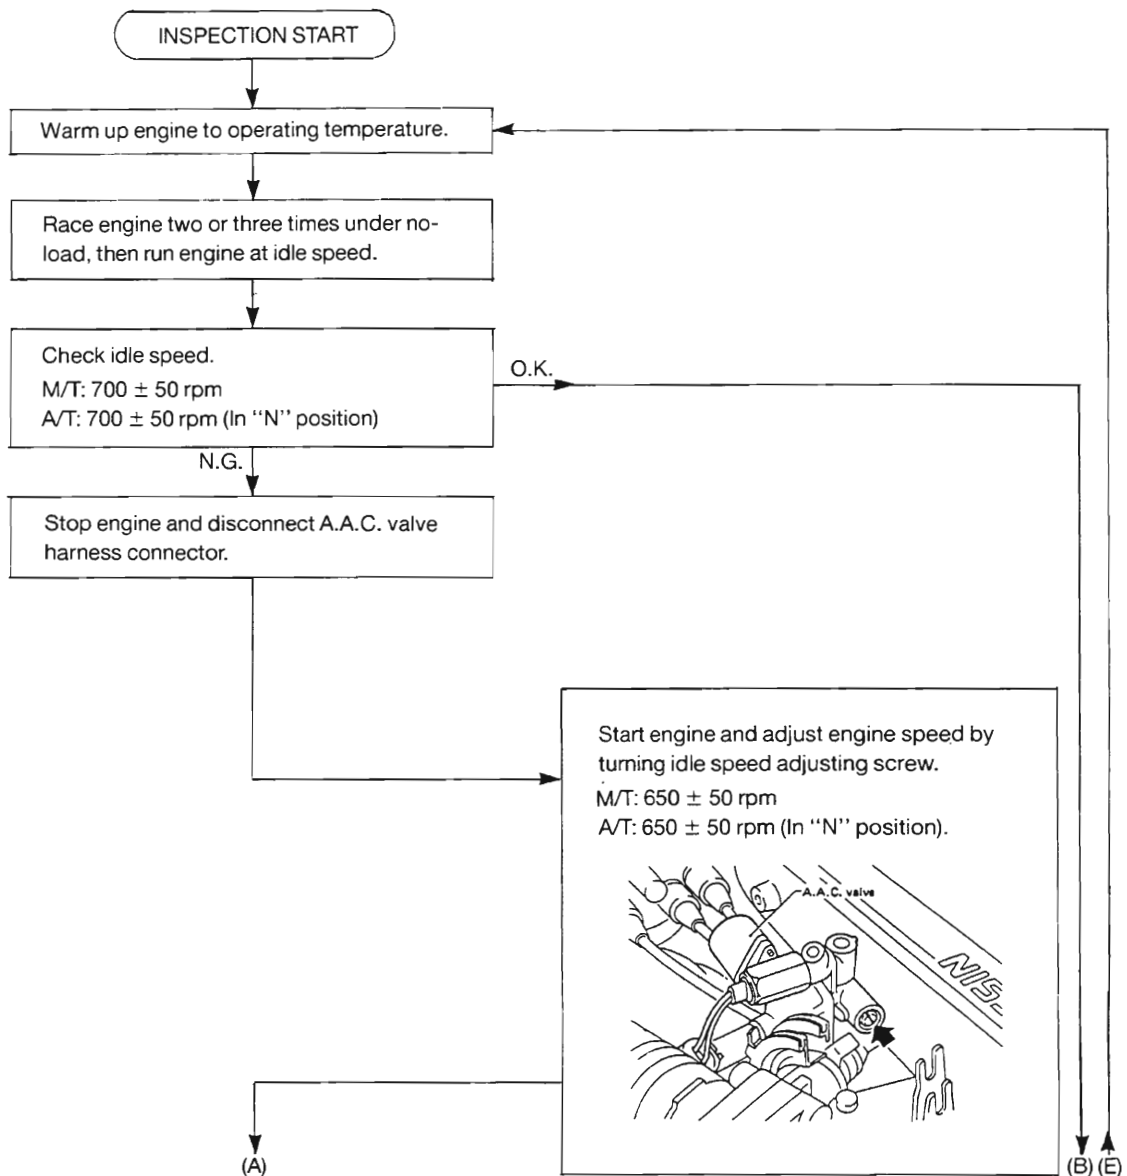 INSPECTION START
Warm up engine to operating temperature.
Race engine two or three times under no-
load, then run engine at idle speed.
Check idle speed.
M/T: 700 ± 50 rpm
A/T: 700 ± 50 rpm (In "N" position)
O.K.
N.G.
Stop engine and disconnect A.A.C. valve
harness connector.
Start engine and adjust engine speed by
turning idle speed adjusting screw.
M/T: 650 ± 50 rpm
A/T: 650 ± 50 rpm (In "N" position).
A.A.C. valve
NIS
(A)
(B) (E)